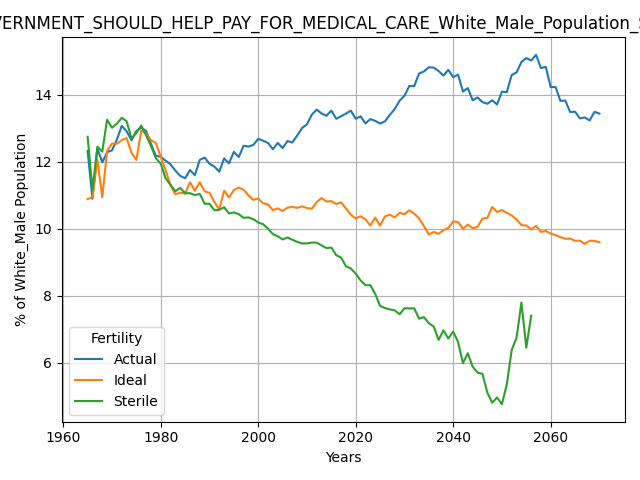 VERNMENT_SHOULD_HELP_PAY_FOR_MEDICAL_CARE_White_Male_Population_
% of White_Male Population
14
12
10
8
6
Fertility
Actual
Ideal
Sterile
1960 1980 2000 2020 2040 2060
Years